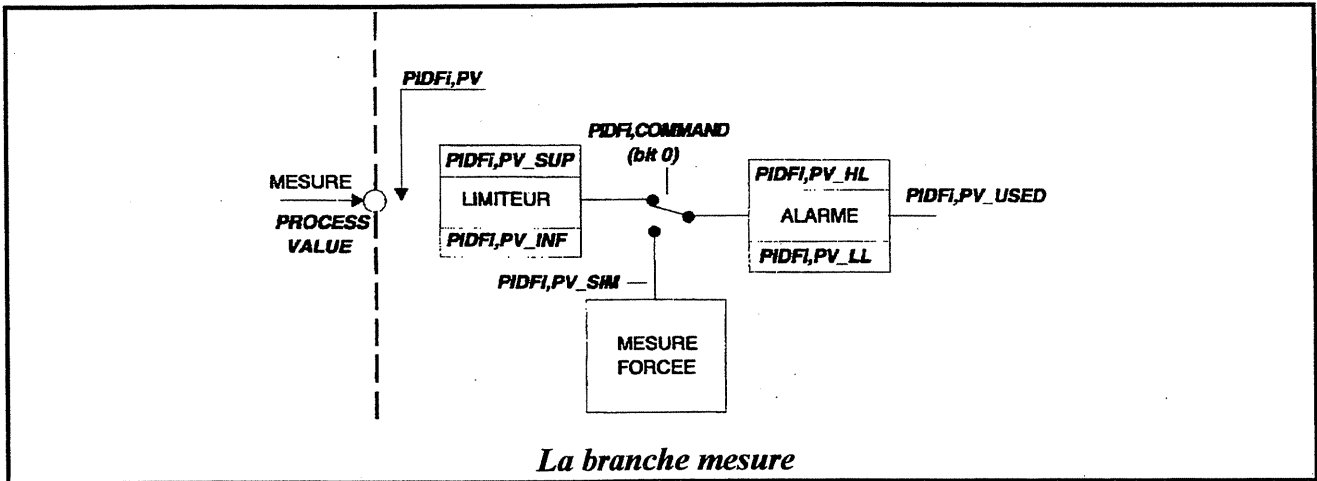 PIDFi,PV
PIDFi,COMMAND
(bit 0)
PIDFi,PV_SUP
LIMITEUR
PIDFi,PV_INF
MESURE
PROCESS
VALUE
PIDFi,PV_HL
ALARME
PIDFi,PV_LL
PIDFi,PV_USED
PIDFi,PV_SIM
MESURE
FORCEE
La branche mesure